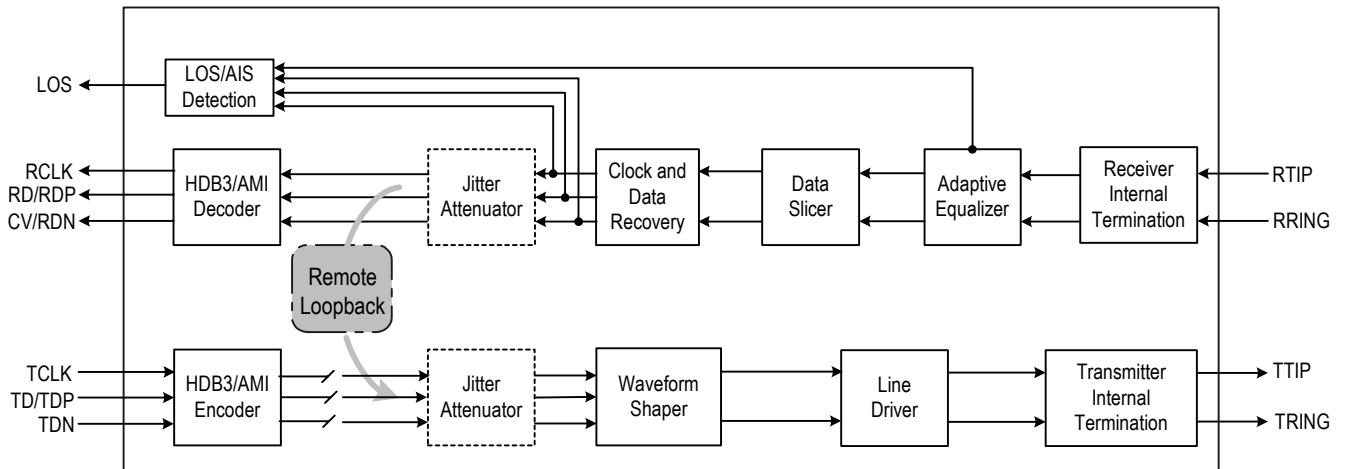 LOS
LOS/AIS
Detection
RCLK
RD/RDP
CV/RDN
HDB3/AMI
Decoder
Jitter
Attenuator
Clock and
Data
Recovery
Data
Slicer
Adaptive
Equalizer
Receiver
Internal
Termination
RTIP
RRING
Remote
Loopback
TCLK
TD/TDP
TDN
HDB3/AMI
Encoder
Jitter
Attenuator
Waveform
Shaper
Line
Driver
Transmitter
Internal
Termination
TTIP
TRING